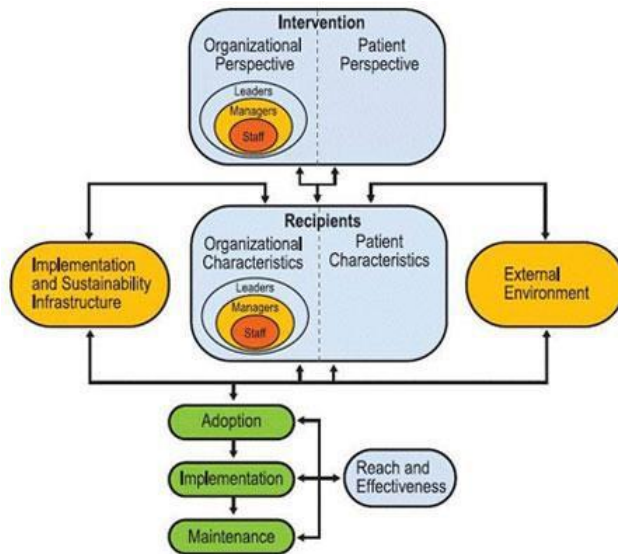 Intervention
Organizational
Perspective
Patient
Perspective
Leaders
Managers
Staff
Recipients
Organizational
Characteristics
Patient
Characteristics
Leaders
Managers
Staff
Implementation
and Sustainability
Infrastructure
External
Environment
Adoption
Implementation
Maintenance
Reach and
Effectiveness